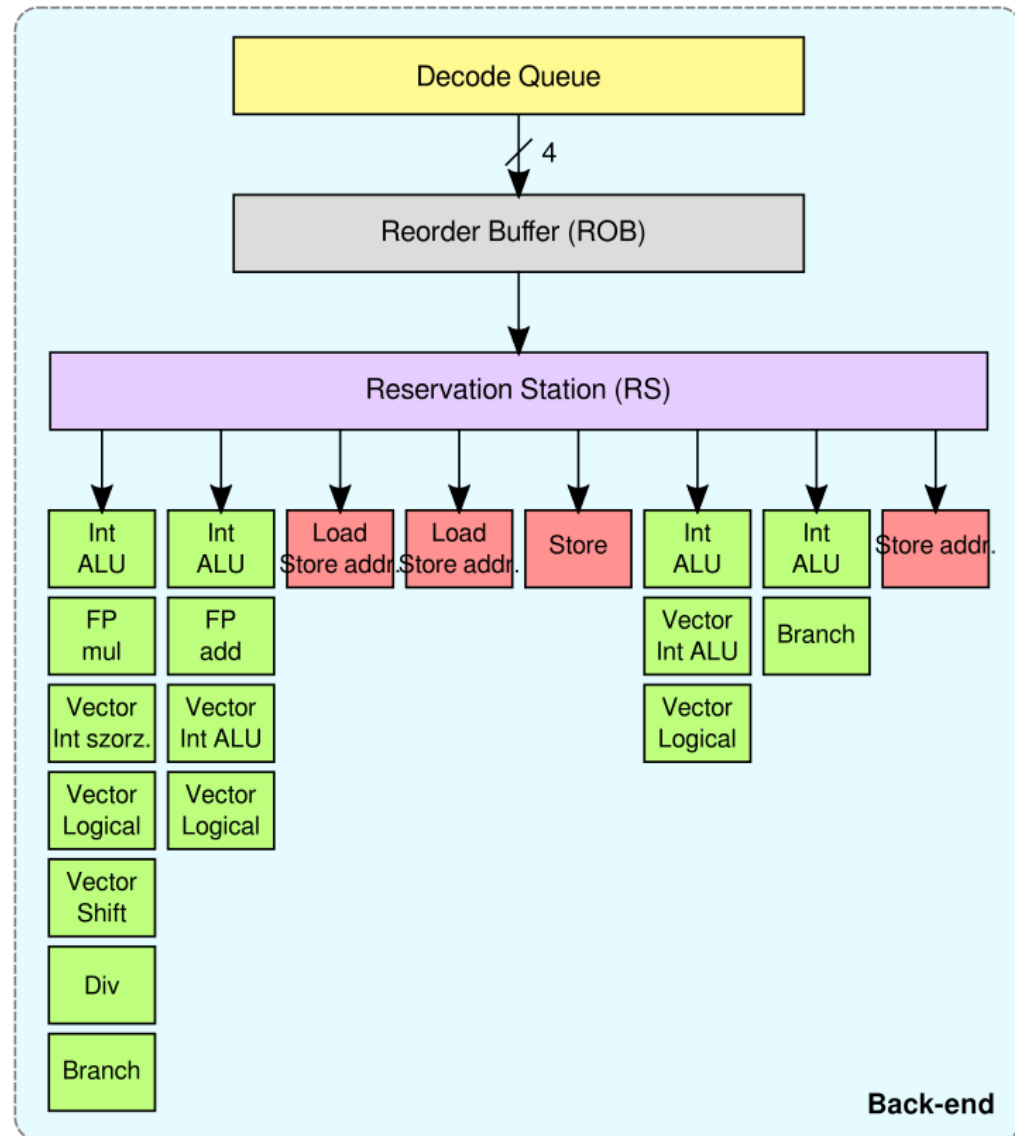 Decode Queue
4
Reorder Buffer (ROB)
Reservation Station (RS)
Int
ALU
FP
mul
Vector
Int szorz.
Vector
Logical
Vector
Shift
Div
Branch
Int
ALU
FP
add
Vector
Int ALU
Vector
Logical
Load
Store addr.
Load
Store addr.
Store
Int
ALU
Vector
Int ALU
Vector
Logical
Int
ALU
Branch
Store addr.
Back-end